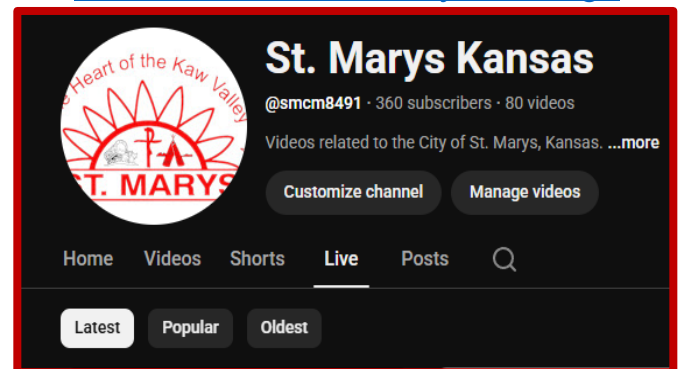 St. Marys Kansas
@smcm8491 · 360 subscribers · 80 videos
Videos related to the City of St. Marys, Kansas. ...more
Customize channel Manage videos
Heart of the Kaw Valley
ST. MARYS
Home Videos Shorts Live Posts
Latest Popular Oldest